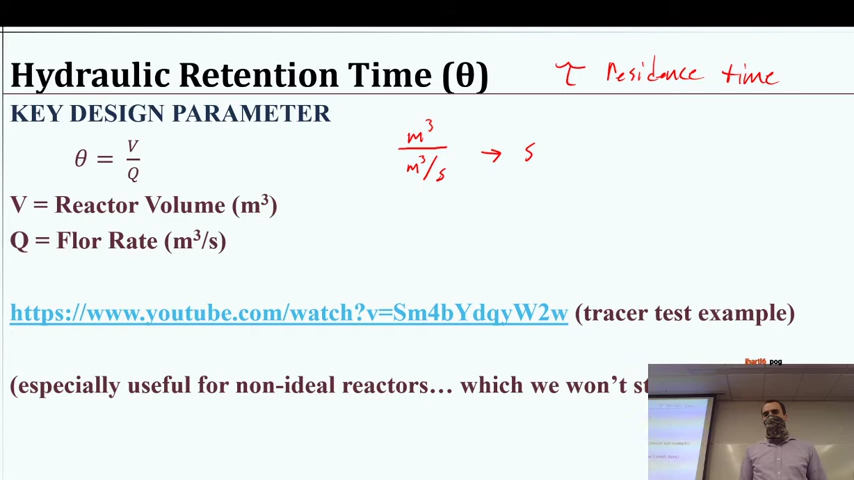 Hydraulic Retention Time (θ)
τ residence time
KEY DESIGN PARAMETER
θ = V/Q
m³
m³/s → s
V = Reactor Volume (m³)
Q = Flor Rate (m³/s)
https://www.youtube.com/watch?v=Sm4bYdqyW2w (tracer test example)
(especially useful for non-ideal reactors… which we won't st
pog